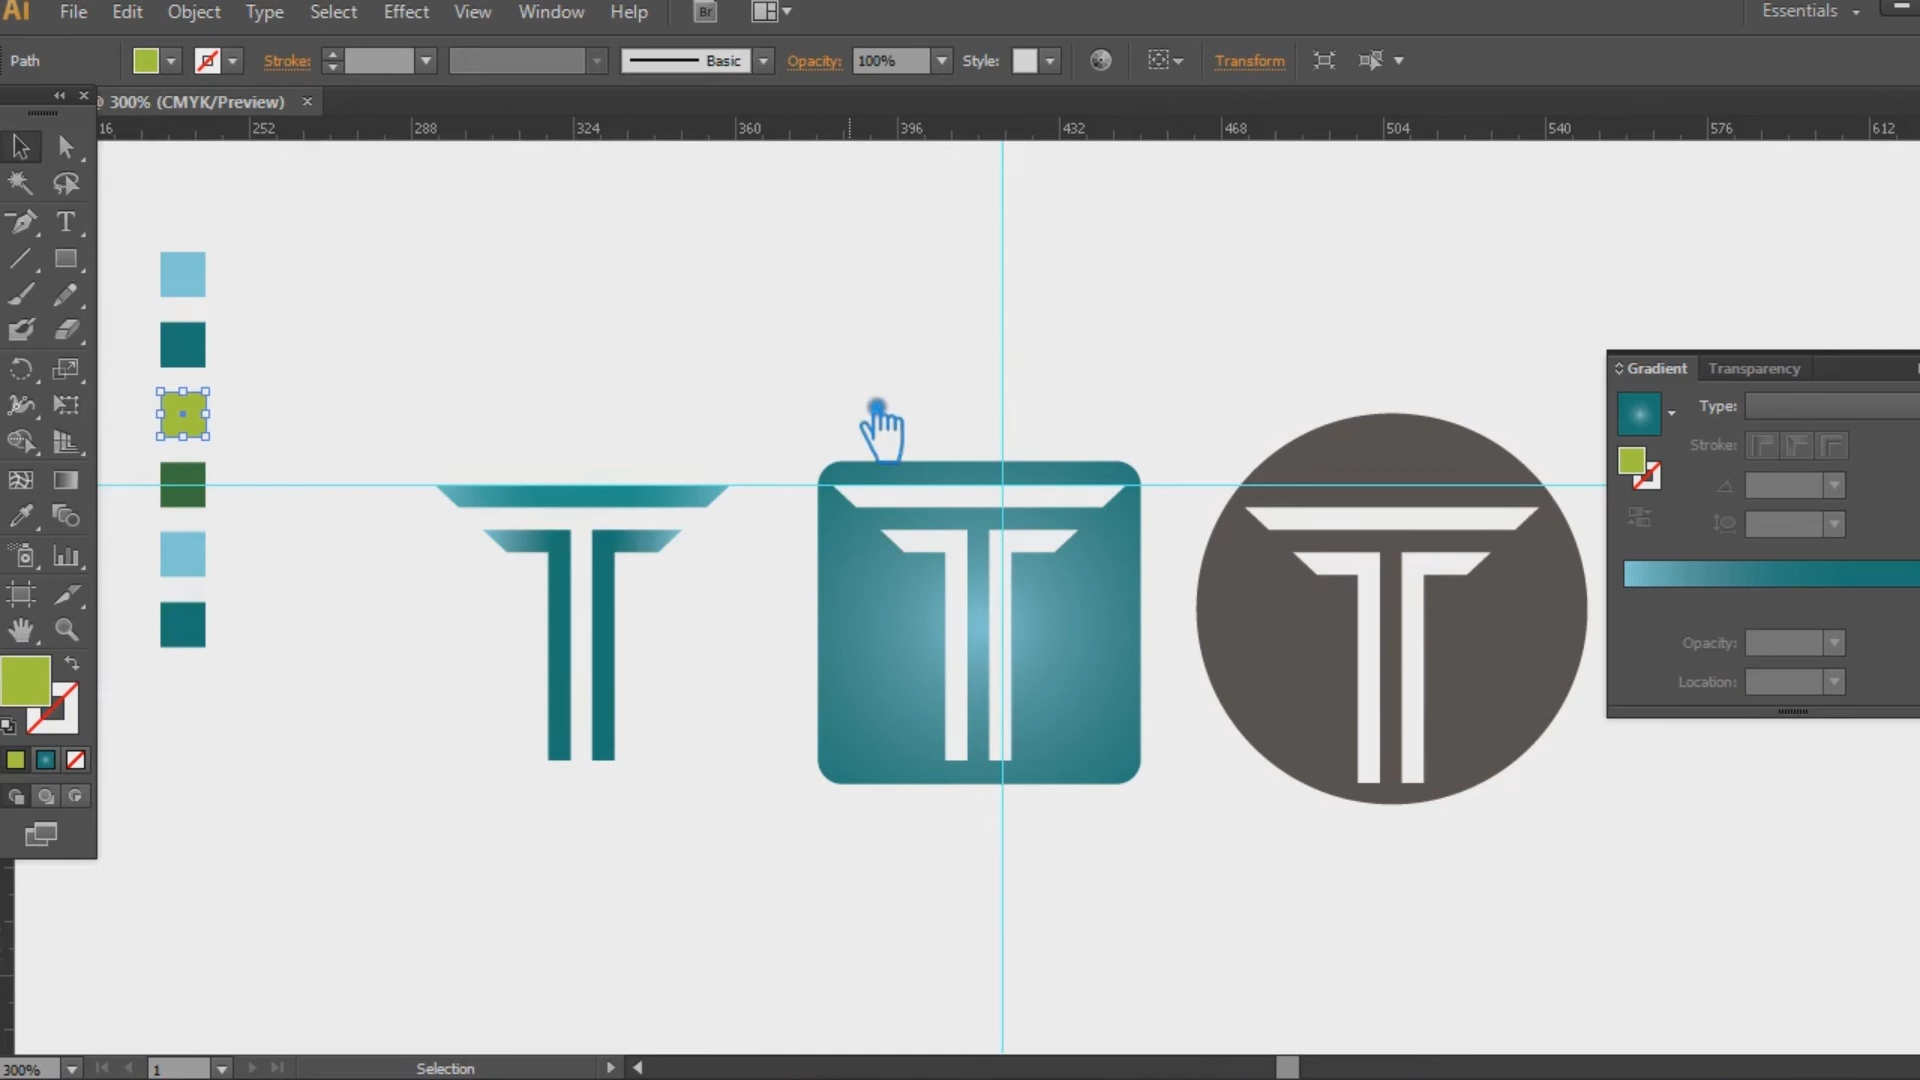 Ai File Edit Object Type Select Effect View Window Help Br Essentials
Path Stroke: Basic Opacity: 100% Style: Transform
@ 300% (CMYK/Preview) ×
16 252 288 324 360 396 432 468 504 540 576 612
Gradient Transparency
Type:
Stroke:
Opacity:
Location:
300% 1 Selection